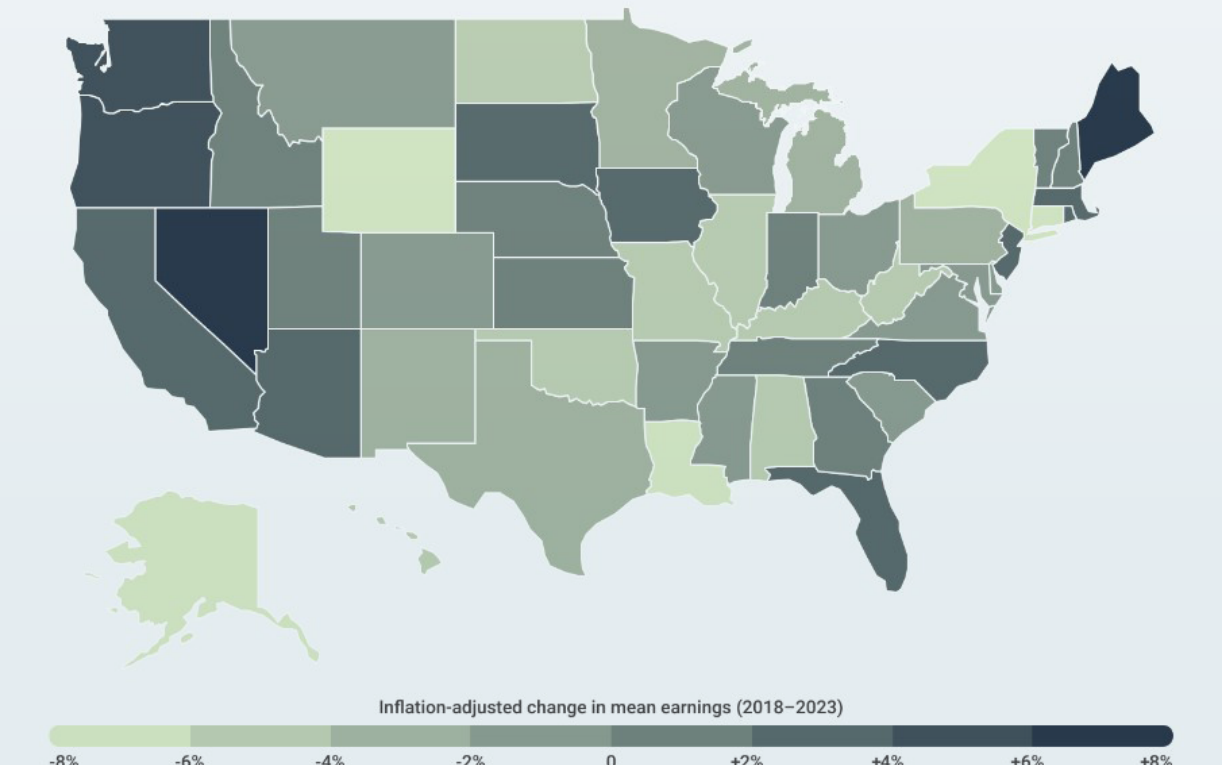 Inflation-adjusted change in mean earnings (2018–2023)
-8% -6% -4% -2% 0 +2% +4% +6% +8%